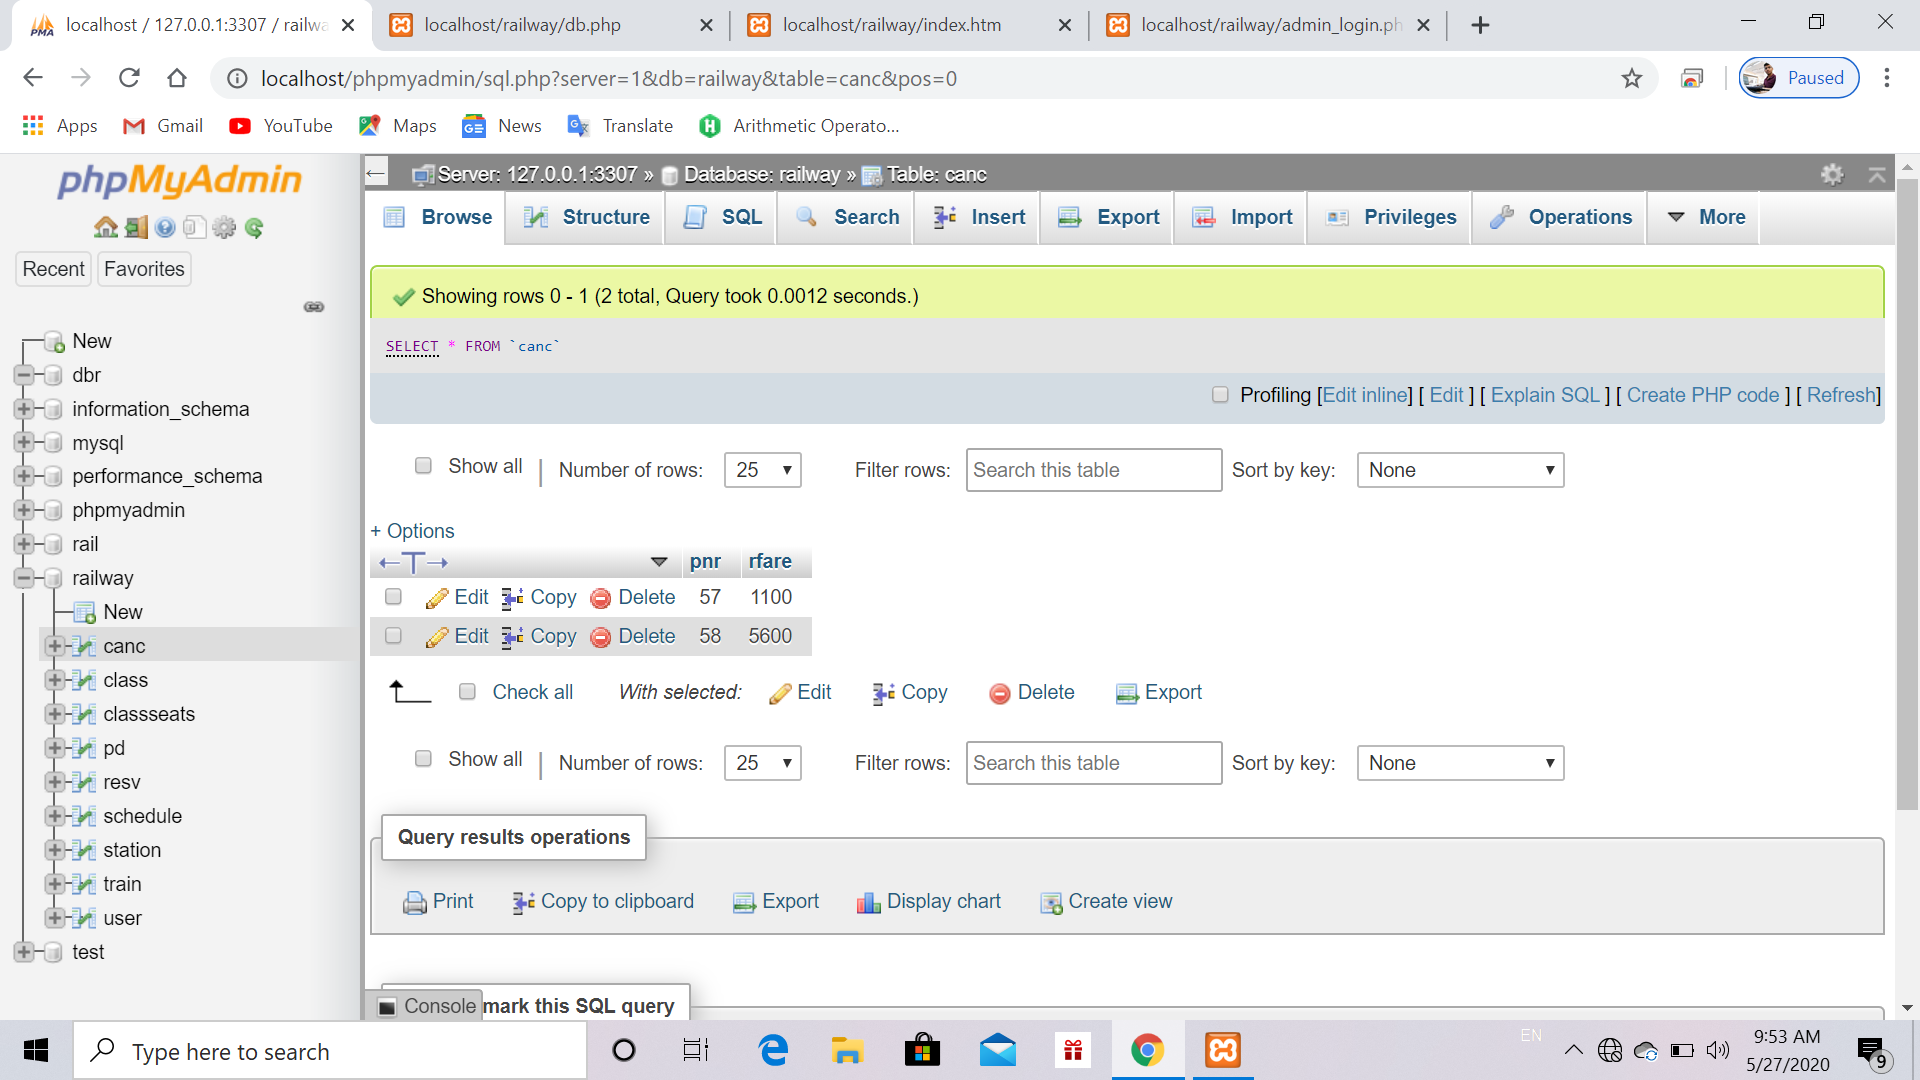 localhost / 127.0.0.1:3307 / railwa
localhost/railway/db.php
localhost/railway/index.htm
localhost/railway/admin_login.ph
localhost/phpmyadmin/sql.php?server=1&db=railway&table=canc&pos=0
Paused
Apps Gmail YouTube Maps News Translate Arithmetic Operato...
phpMyAdmin
Recent Favorites
New
dbr
information_schema
mysql
performance_schema
phpmyadmin
rail
railway
New
canc
class
classseats
pd
resv
schedule
station
train
user
test
Server: 127.0.0.1:3307 » Database: railway » Table: canc
Browse Structure SQL Search Insert Export Import Privileges Operations More
Showing rows 0 - 1 (2 total, Query took 0.0012 seconds.)
SELECT * FROM `canc`
Profiling [Edit inline] [ Edit ] [ Explain SQL ] [ Create PHP code ] [ Refresh]
Show all Number of rows: 25 Filter rows: Search this table Sort by key: None
+ Options
pnr rfare
Edit Copy Delete 57 1100
Edit Copy Delete 58 5600
Check all With selected: Edit Copy Delete Export
Show all Number of rows: 25 Filter rows: Search this table Sort by key: None
Query results operations
Print Copy to clipboard Export Display chart Create view
Console mark this SQL query
Type here to search
EN
9:53 AM
5/27/2020
9